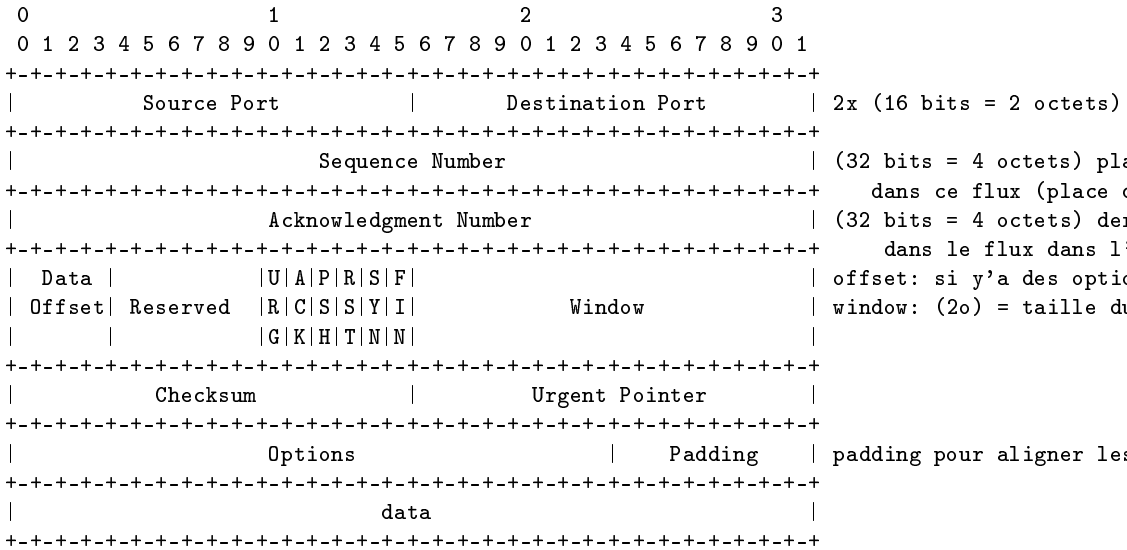 0 1 2 3
0 1 2 3 4 5 6 7 8 9 0 1 2 3 4 5 6 7 8 9 0 1 2 3 4 5 6 7 8 9 0 1
+-+-+-+-+-+-+-+-+-+-+-+-+-+-+-+-+-+-+-+-+-+-+-+-+-+-+-+-+-+-+-+-+
| Source Port | Destination Port | 2x (16 bits = 2 octets)
+-+-+-+-+-+-+-+-+-+-+-+-+-+-+-+-+-+-+-+-+-+-+-+-+-+-+-+-+-+-+-+-+
| Sequence Number | (32 bits = 4 octets)
+-+-+-+-+-+-+-+-+-+-+-+-+-+-+-+-+-+-+-+-+-+-+-+-+-+-+-+-+-+-+-+-+ dans ce flux (place
| Acknowledgment Number | (32 bits = 4 octets)
+-+-+-+-+-+-+-+-+-+-+-+-+-+-+-+-+-+-+-+-+-+-+-+-+-+-+-+-+-+-+-+-+ dans le flux dans
| Data | |U|A|P|R|S|F| | offset: si y'a des
| Offset| Reserved |R|C|S|S|Y|I| Window | window: (2o) = taille
| | |G|K|H|T|N|N| |
+-+-+-+-+-+-+-+-+-+-+-+-+-+-+-+-+-+-+-+-+-+-+-+-+-+-+-+-+-+-+-+-+
| Checksum | Urgent Pointer |
+-+-+-+-+-+-+-+-+-+-+-+-+-+-+-+-+-+-+-+-+-+-+-+-+-+-+-+-+-+-+-+-+
| Options | Padding | padding pour aligner les
+-+-+-+-+-+-+-+-+-+-+-+-+-+-+-+-+-+-+-+-+-+-+-+-+-+-+-+-+-+-+-+-+
| data |
+-+-+-+-+-+-+-+-+-+-+-+-+-+-+-+-+-+-+-+-+-+-+-+-+-+-+-+-+-+-+-+-+